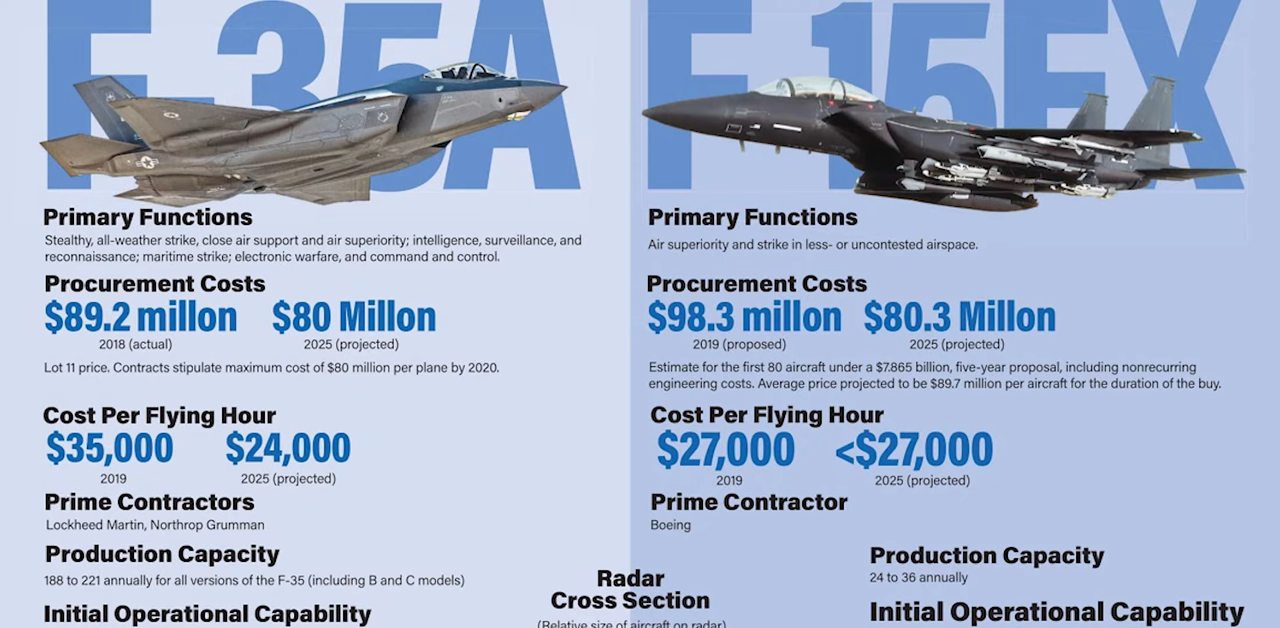 F-35A
Primary Functions
Stealthy, all-weather strike, close air support and air superiority; intelligence, surveillance, and
reconnaissance; maritime strike; electronic warfare, and command and control.
Procurement Costs
$89.2 millon $80 Millon
2018 (actual) 2025 (projected)
Lot 11 price. Contracts stipulate maximum cost of $80 million per plane by 2020.
Cost Per Flying Hour
$35,000 $24,000
2019 2025 (projected)
Prime Contractors
Lockheed Martin, Northrop Grumman
Production Capacity
188 to 221 annually for all versions of the F-35 (including B and C models)
Initial Operational Capability
F-15EX
Primary Functions
Air superiority and strike in less- or uncontested airspace.
Procurement Costs
$98.3 millon $80.3 Millon
2019 (proposed) 2025 (projected)
Estimate for the first 80 aircraft under a $7.865 billion, five-year proposal, including nonrecurring
engineering costs. Average price projected to be $89.7 million per aircraft for the duration of the buy.
Cost Per Flying Hour
$27,000 <$27,000
2019 2025 (projected)
Prime Contractor
Boeing
Production Capacity
24 to 36 annually
Initial Operational Capability
Radar
Cross Section
(Relative size of aircraft on radar)